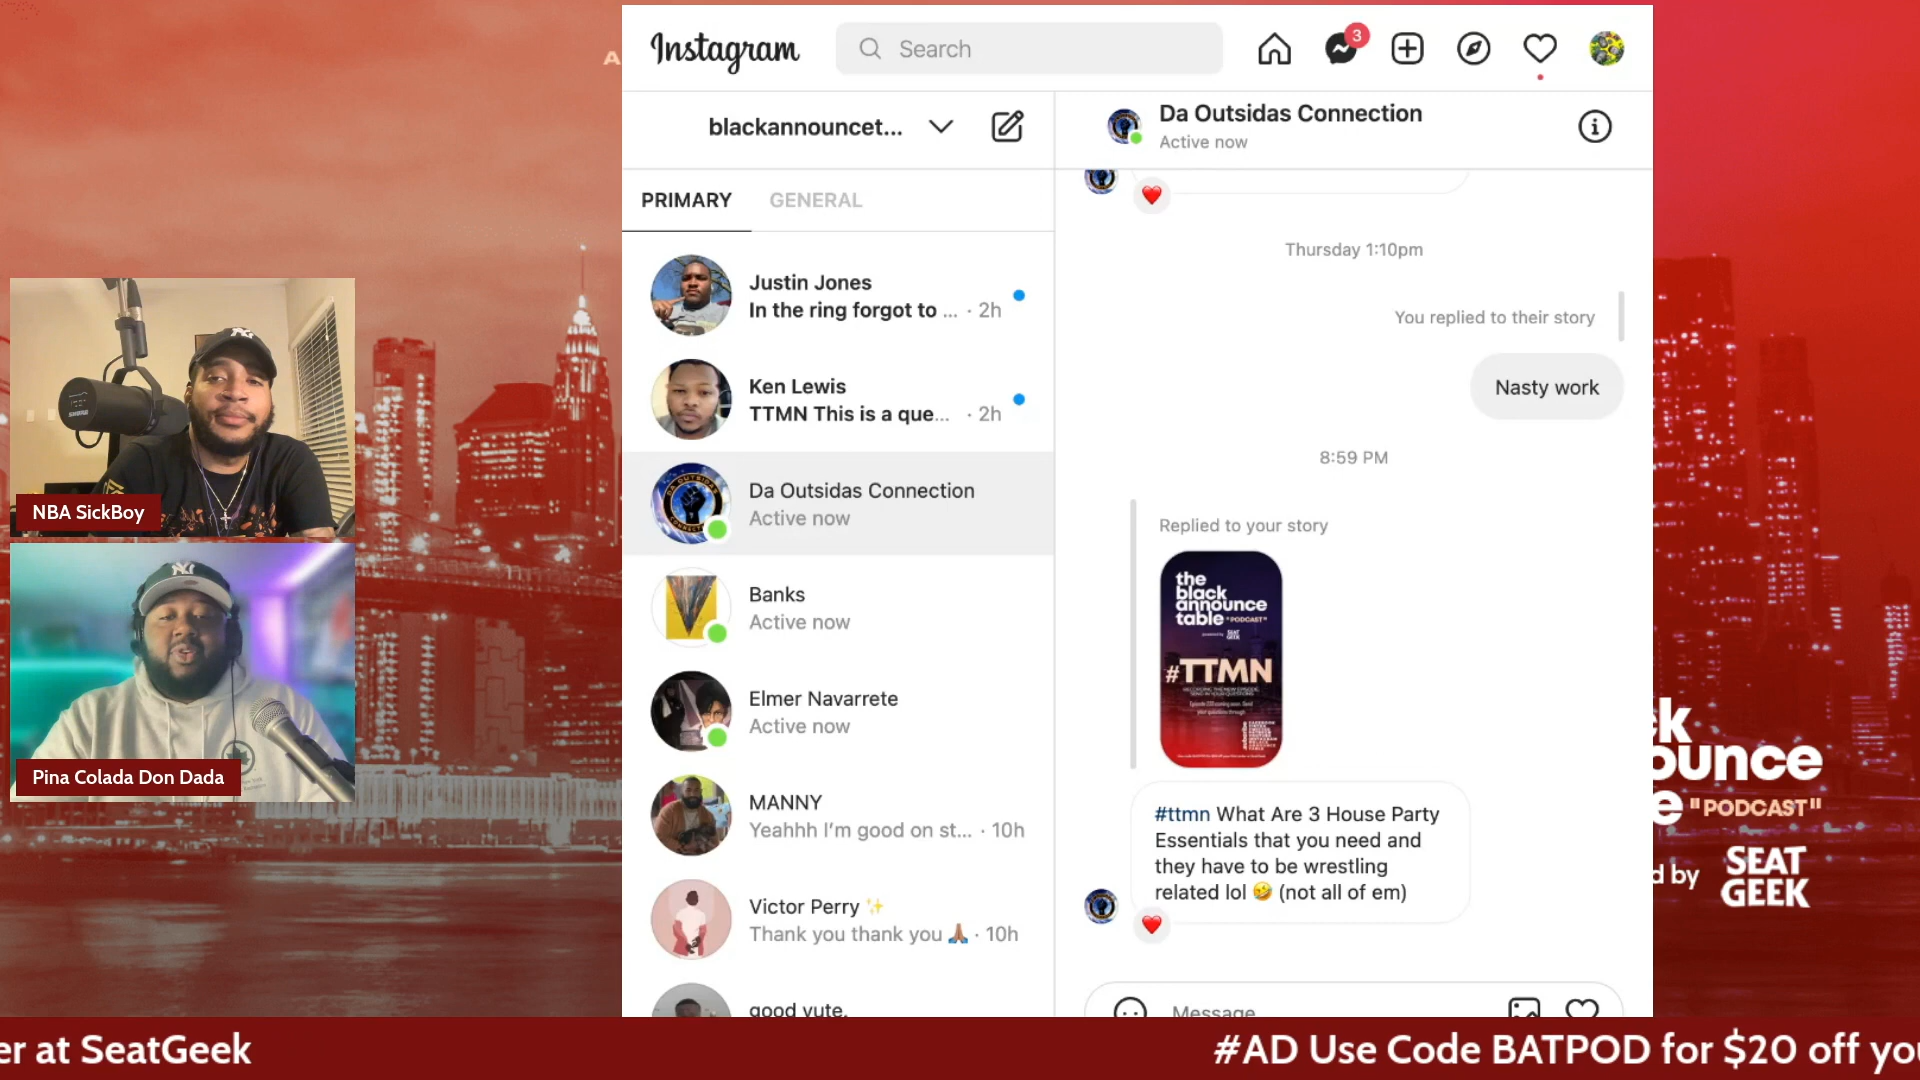 A
Instagram
Search
3
blackannouncet...
Da Outsidas Connection
Active now
PRIMARY
GENERAL
Justin Jones
In the ring forgot to ... · 2h
Ken Lewis
TTMN This is a que... · 2h
Da Outsidas Connection
Active now
Banks
Active now
Elmer Navarrete
Active now
MANNY
Yeahhh I'm good on st... · 10h
Victor Perry ✨
Thank you thank you 🙏🏾 · 10h
good vute.
Thursday 1:10pm
You replied to their story
Nasty work
8:59 PM
Replied to your story
the
black
announce
table "PODCAST"
SEAT
GEEK
#TTMN
#ttmn What Are 3 House Party
Essentials that you need and
they have to be wrestling
related lol 🤣 (not all of em)
Message...
NBA SickBoy
Pina Colada Don Dada
ck
ounce
e "PODCAST"
d by SEAT
GEEK
er at SeatGeek
#AD Use Code BATPOD for $20 off you